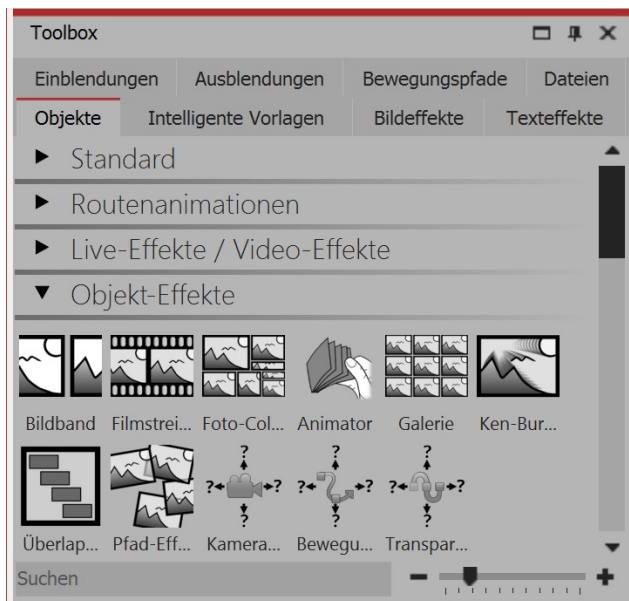 Toolbox
Einblendungen Ausblendungen Bewegungspfade Dateien
Objekte Intelligente Vorlagen Bildeffekte Texteffekte
Standard
Routenanimationen
Live-Effekte / Video-Effekte
Objekt-Effekte
Bildband Filmstrei... Foto-Col... Animator Galerie Ken-Bur...
? ? ?
? ? ? ? ? ?
? ? ?
Überlap... Pfad-Eff... Kamera... Bewegu... Transpar...
Suchen